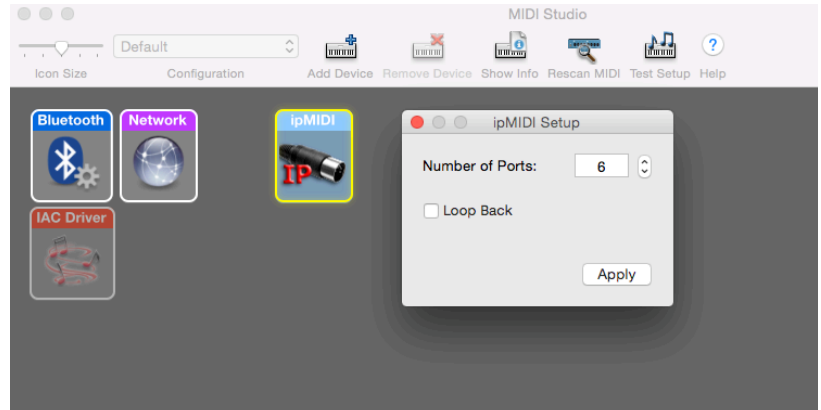 MIDI Studio
Default
?
Icon Size Configuration Add Device Remove Device Show Info Rescan MIDI Test Setup Help
Bluetooth Network ipMIDI
IP
IAC Driver
ipMIDI Setup
Number of Ports: 6
Loop Back
Apply